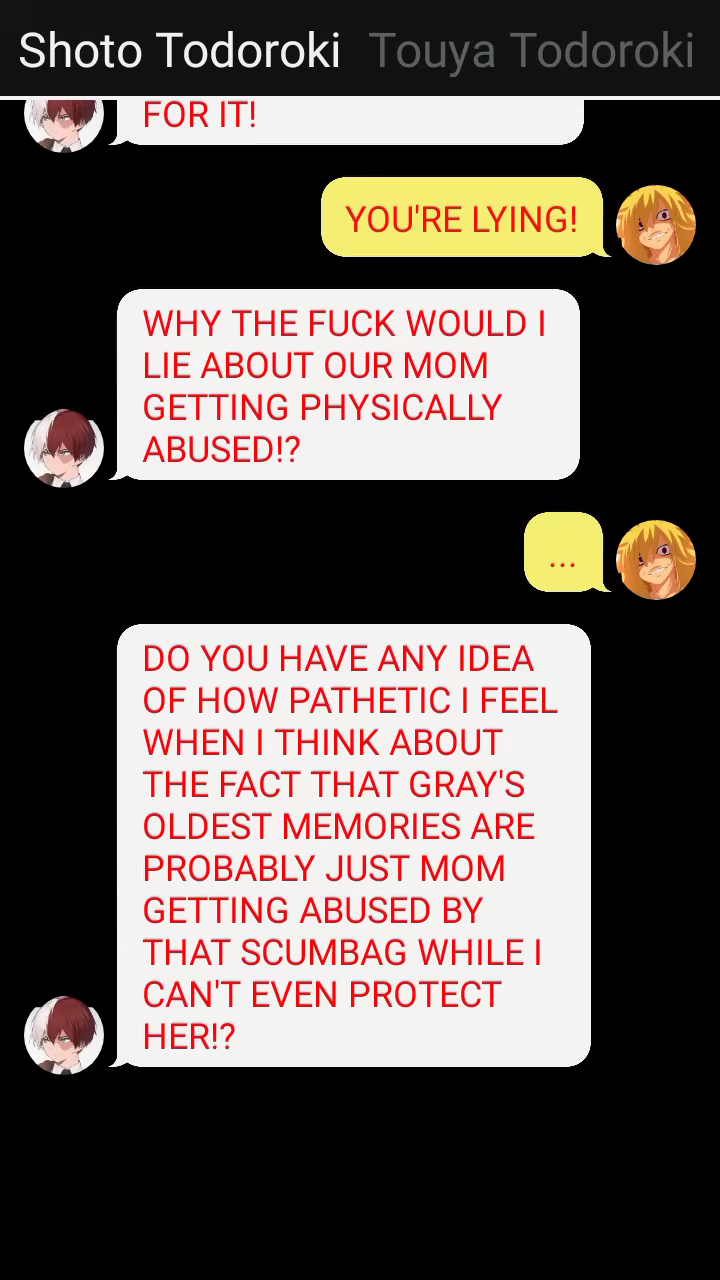 Shoto Todoroki Touya Todoroki
FOR IT!
YOU'RE LYING!
WHY THE FUCK WOULD I
LIE ABOUT OUR MOM
GETTING PHYSICALLY
ABUSED!?
...
DO YOU HAVE ANY IDEA
OF HOW PATHETIC I FEEL
WHEN I THINK ABOUT
THE FACT THAT GRAY'S
OLDEST MEMORIES ARE
PROBABLY JUST MOM
GETTING ABUSED BY
THAT SCUMBAG WHILE I
CAN'T EVEN PROTECT
HER!?